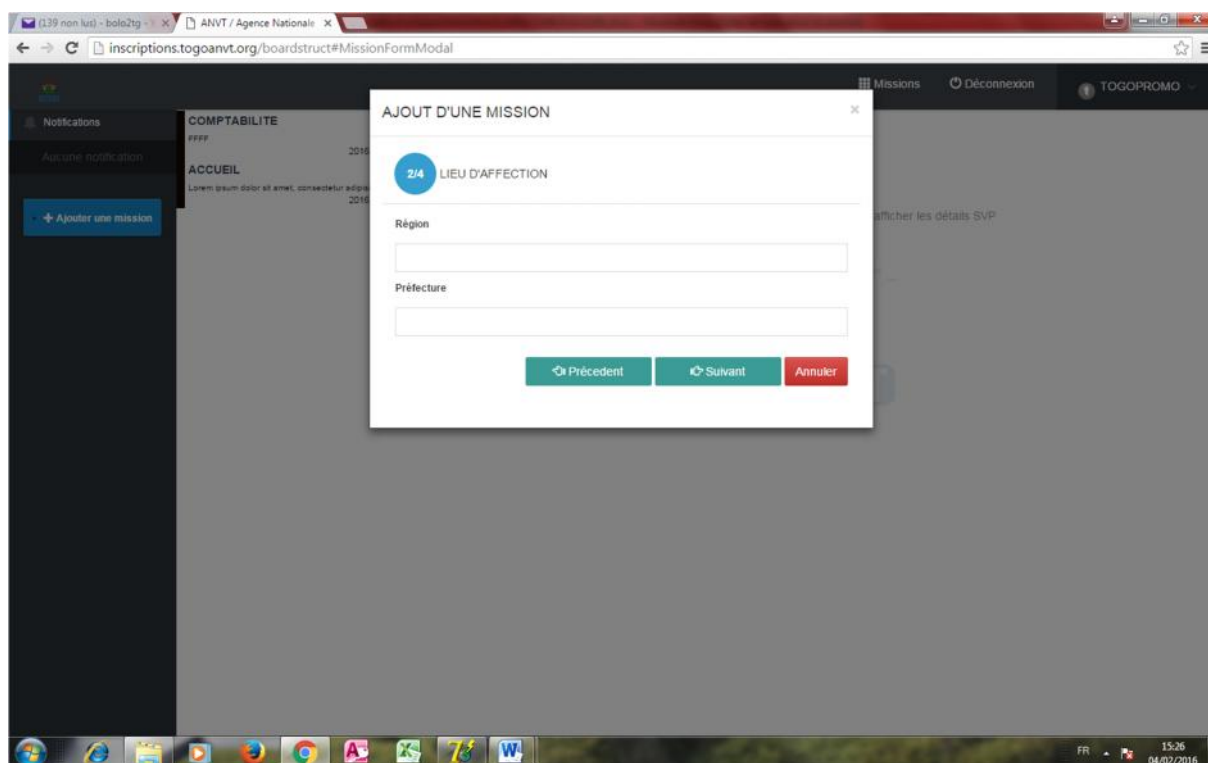 (139 non lus) - bolo2tg -
ANVT / Agence Nationale
inscriptions.togoanvt.org/boardstruct#MissionFormModal
Missions
Déconnexion
TOGOPROMO
Notifications
Aucune notification
+ Ajouter une mission
COMPTABILITE
FFFF
2016
ACCUEIL
Lorem ipsum dolor sit amet, consectetur adipis
2016
AJOUT D'UNE MISSION
×
2/4 LIEU D'AFFECTION
afficher les détails SVP
Région
Préfecture
Précedent
Suivant
Annuler
FR
15:26
04/02/2016